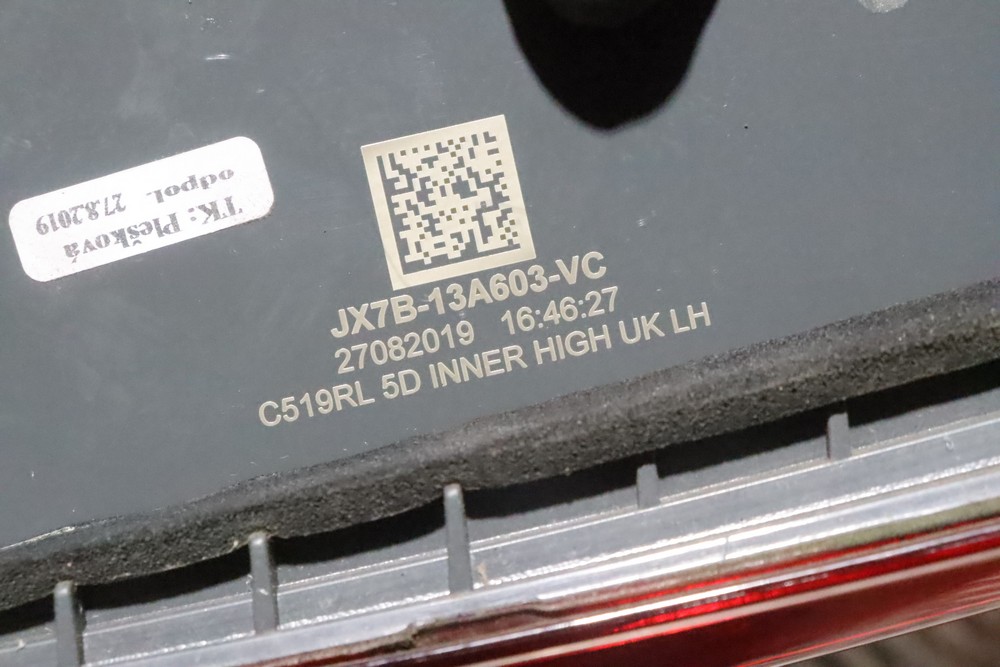 TK: Plešková
odpol. 27.8.2019
JX7B-13A603-VC
27082019 16:46:27
C519RL 5D INNER HIGH UK LH